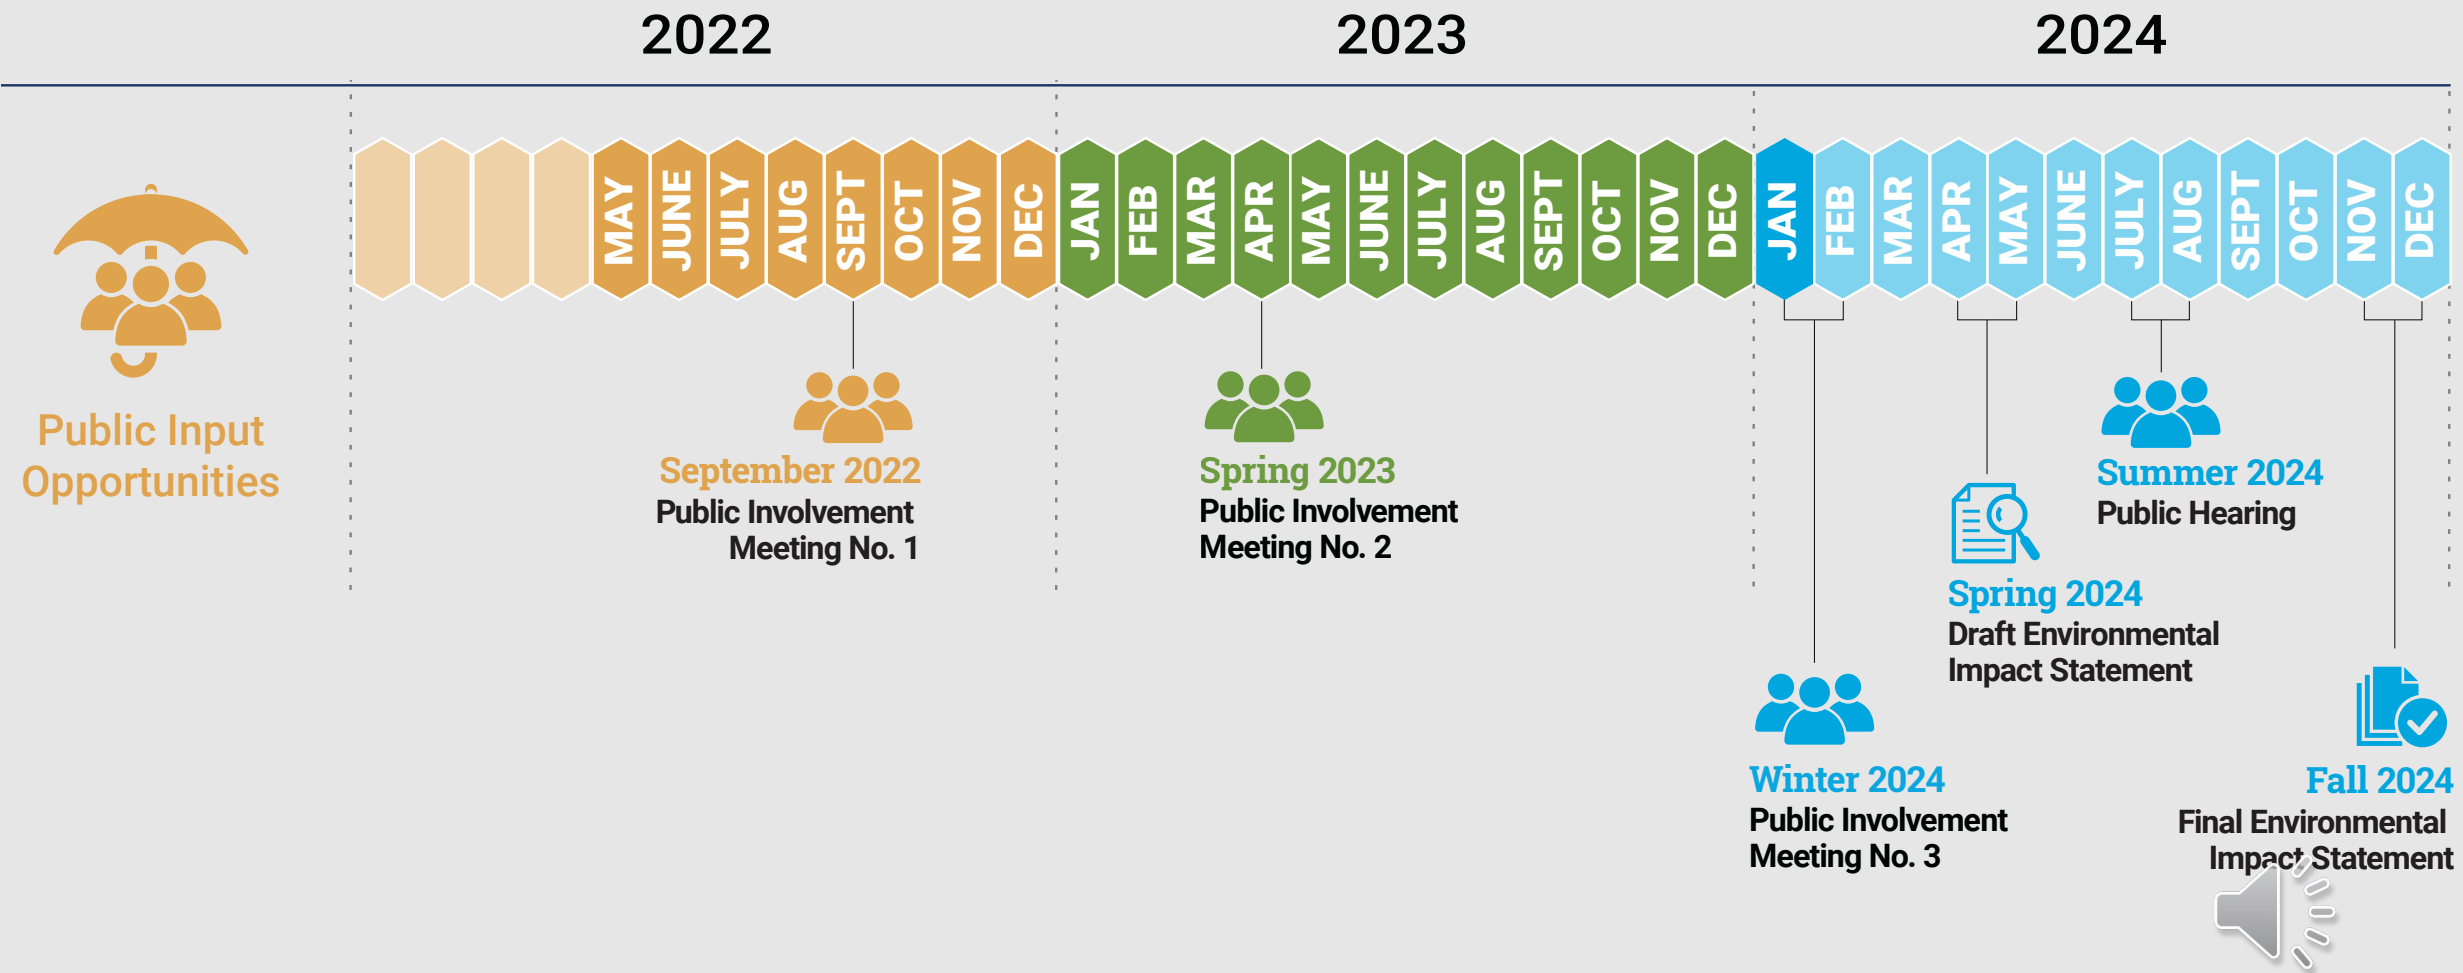 2022
2023
2024
MAY
JUNE
JULY
AUG
SEPT
OCT
NOV
DEC
JAN
FEB
MAR
APR
MAY
JUNE
JULY
AUG
SEPT
OCT
NOV
DEC
JAN
FEB
MAR
APR
MAY
JUNE
JULY
AUG
SEPT
OCT
NOV
DEC
Public Input
Opportunities
September 2022
Public Involvement
Meeting No. 1
Spring 2023
Public Involvement
Meeting No. 2
Winter 2024
Public Involvement
Meeting No. 3
Spring 2024
Draft Environmental
Impact Statement
Summer 2024
Public Hearing
Fall 2024
Final Environmental
Impact Statement